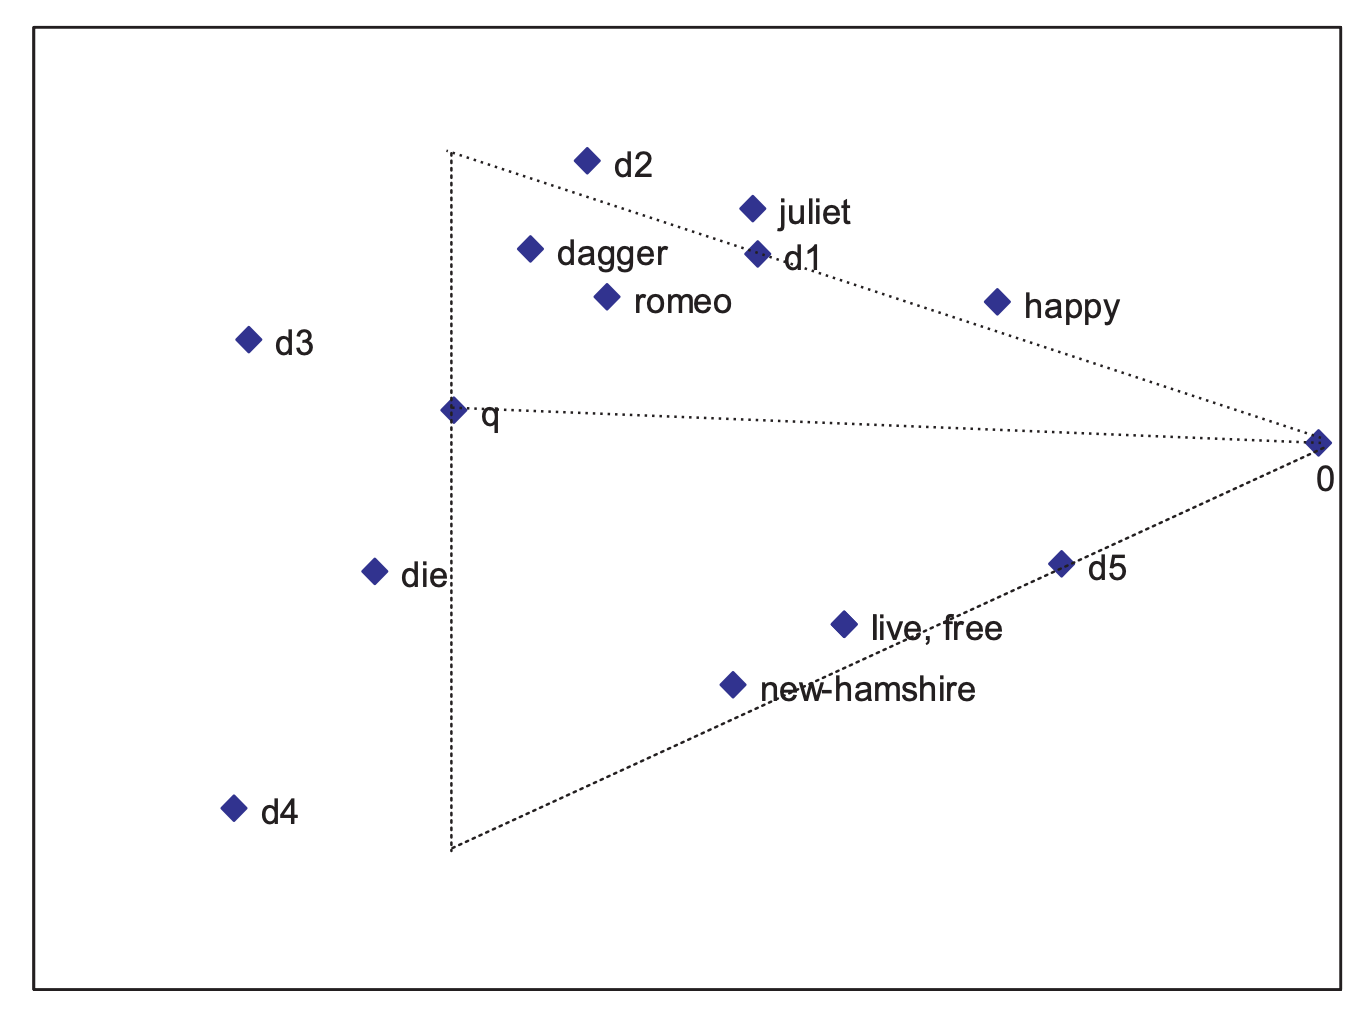 d2
juliet
dagger
d1
romeo
happy
d3
q
0
die
d5
live, free
new-hamshire
d4